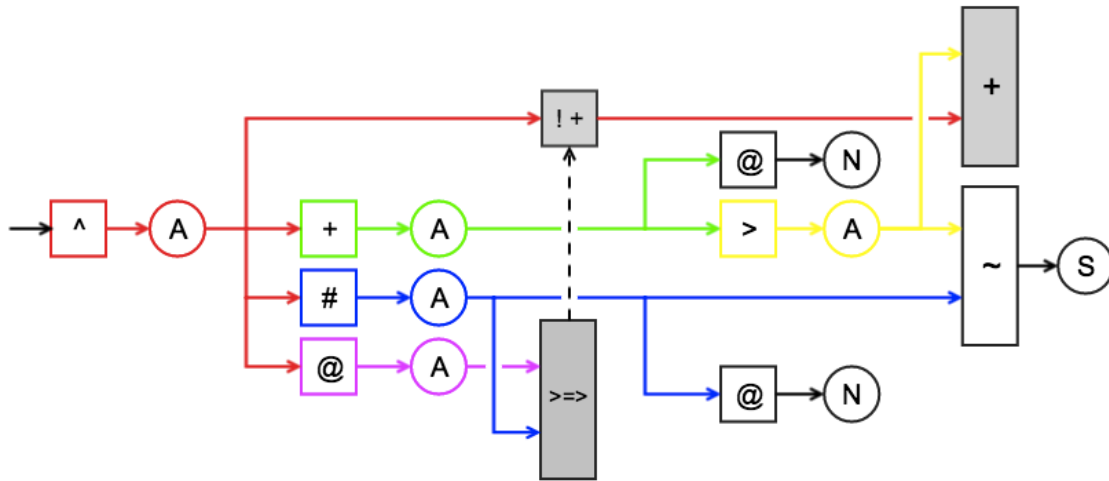 +
! +
@ N
^ A + A > A
~ S
# A
@ A
>=> @ N